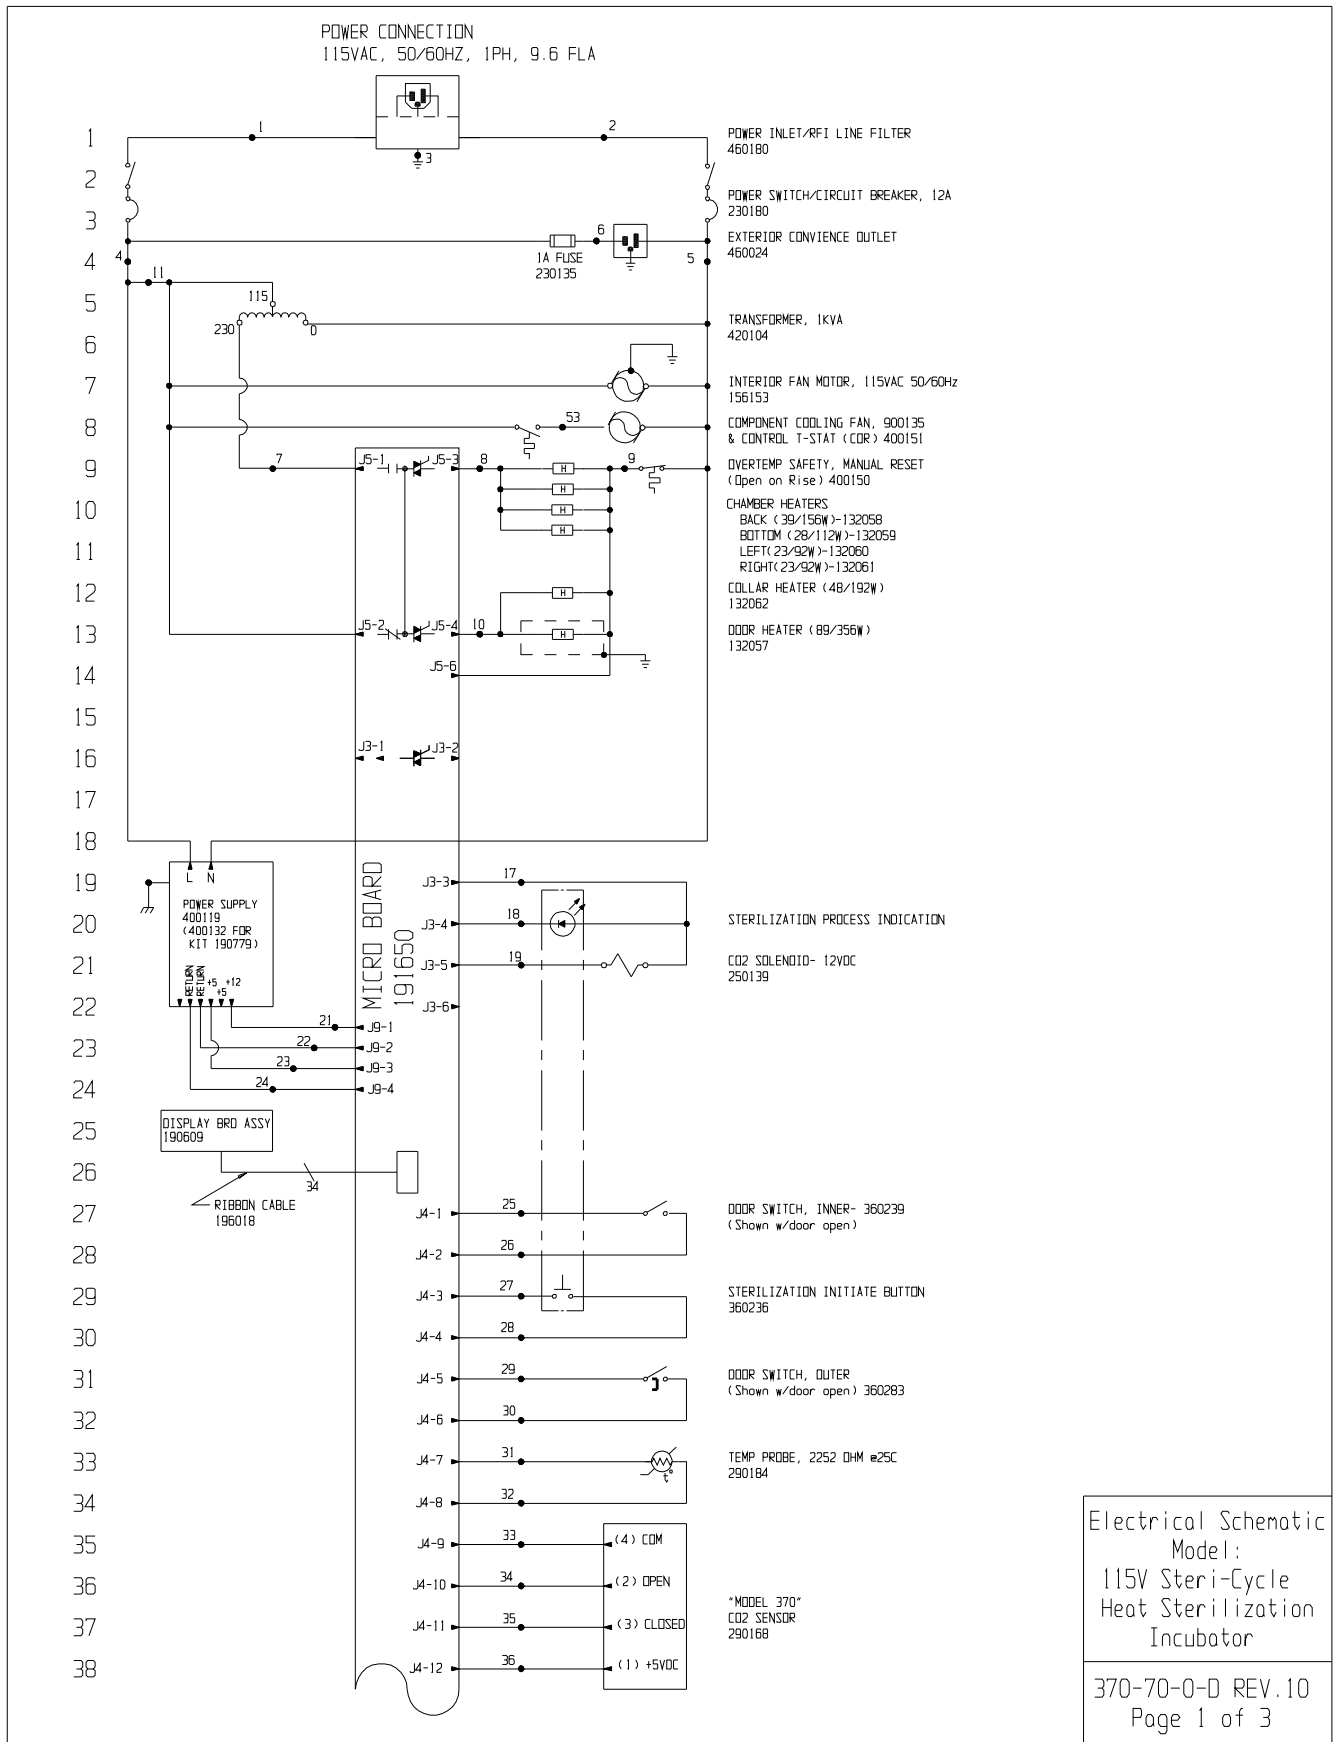 POWER CONNECTION
115VAC, 50/60HZ, 1PH, 9.6 FLA
1
1
2
3
POWER INLET/RFI LINE FILTER
460180
2
POWER SWITCH/CIRCUIT BREAKER, 12A
230180
3
6
EXTERIOR CONVIENCE OUTLET
460024
4
4
1A FUSE
230135
5
11
5
115
230
0
TRANSFORMER, 1KVA
420104
6
7
INTERIOR FAN MOTOR, 115VAC 50/60Hz
156153
8
53
COMPONENT COOLING FAN, 900135
& CONTROL T-STAT (COR) 400151
9
7
J5-1
J5-3
8
H
9
OVERTEMP SAFETY, MANUAL RESET
(Open on Rise) 400150
H
10
H
H
CHAMBER HEATERS
BACK (39/156W)-132058
BOTTOM (28/112W)-132059
LEFT(23/92W)-132060
RIGHT(23/92W)-132061
11
12
H
COLLAR HEATER (48/192W)
132062
13
J5-2
J5-4
10
H
DOOR HEATER (89/356W)
132057
14
J5-6
15
16
J3-1
J3-2
17
18
19
L N
POWER SUPPLY
400119
(400132 FOR
KIT 190779)
RETURN
RETURN
+5
+5
+12
MICRO BOARD
191650
J3-3
17
20
J3-4
18
STERILIZATION PROCESS INDICATION
21
J3-5
19
CO2 SOLENOID- 12VDC
250139
22
J3-6
21
J9-1
23
22
J9-2
23
J9-3
24
24
J9-4
25
DISPLAY BRD ASSY
190609
26
34
RIBBON CABLE
196018
27
J4-1
25
DOOR SWITCH, INNER- 360239
(Shown w/door open)
28
J4-2
26
29
J4-3
27
STERILIZATION INITIATE BUTTON
360236
30
J4-4
28
31
J4-5
29
DOOR SWITCH, OUTER
(Shown w/door open) 360283
32
J4-6
30
33
J4-7
31
t°
TEMP PROBE, 2252 OHM @25C
290184
34
J4-8
32
35
J4-9
33
(4) COM
36
J4-10
34
(2) OPEN
37
J4-11
35
(3) CLOSED
"MODEL 370"
CO2 SENSOR
290168
38
J4-12
36
(1) +5VDC
Electrical Schematic
Model:
115V Steri-Cycle
Heat Sterilization
Incubator
370-70-0-D REV.10
Page 1 of 3